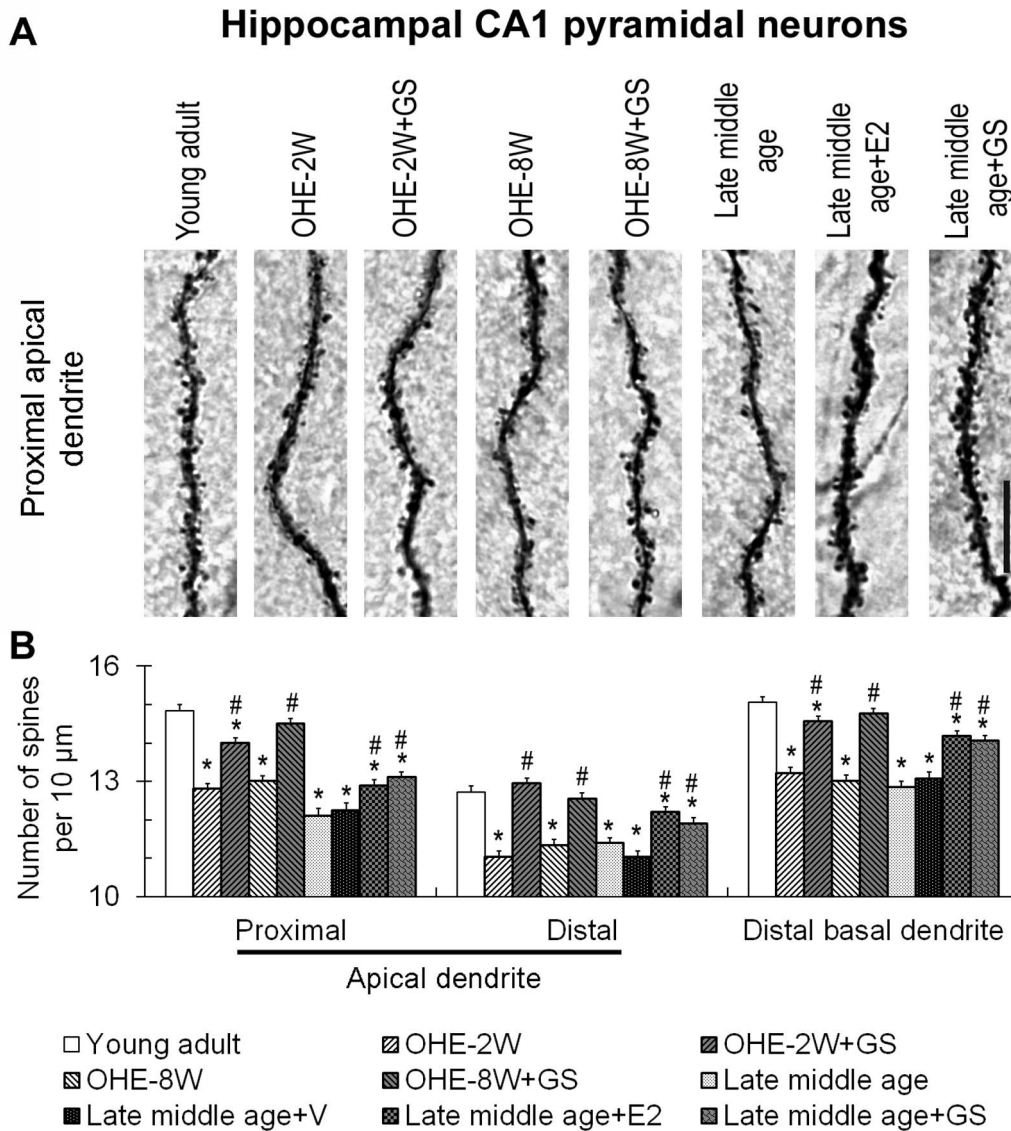 A
Hippocampal CA1 pyramidal neurons
Young adult
OHE-2W
OHE-2W+GS
OHE-8W
OHE-8W+GS
Late middle
age
Late middle
age+E2
Late middle
age+GS
Proximal apical
dendrite
B
Number of spines
per 10 µm
16
13
10
* # * * # * * # * # *
* # * # * * # * # *
* # * * # * * # * # *
Proximal
Distal
Distal basal dendrite
Apical dendrite
Young adult
OHE-2W
OHE-2W+GS
OHE-8W
OHE-8W+GS
Late middle age
Late middle age+V
Late middle age+E2
Late middle age+GS